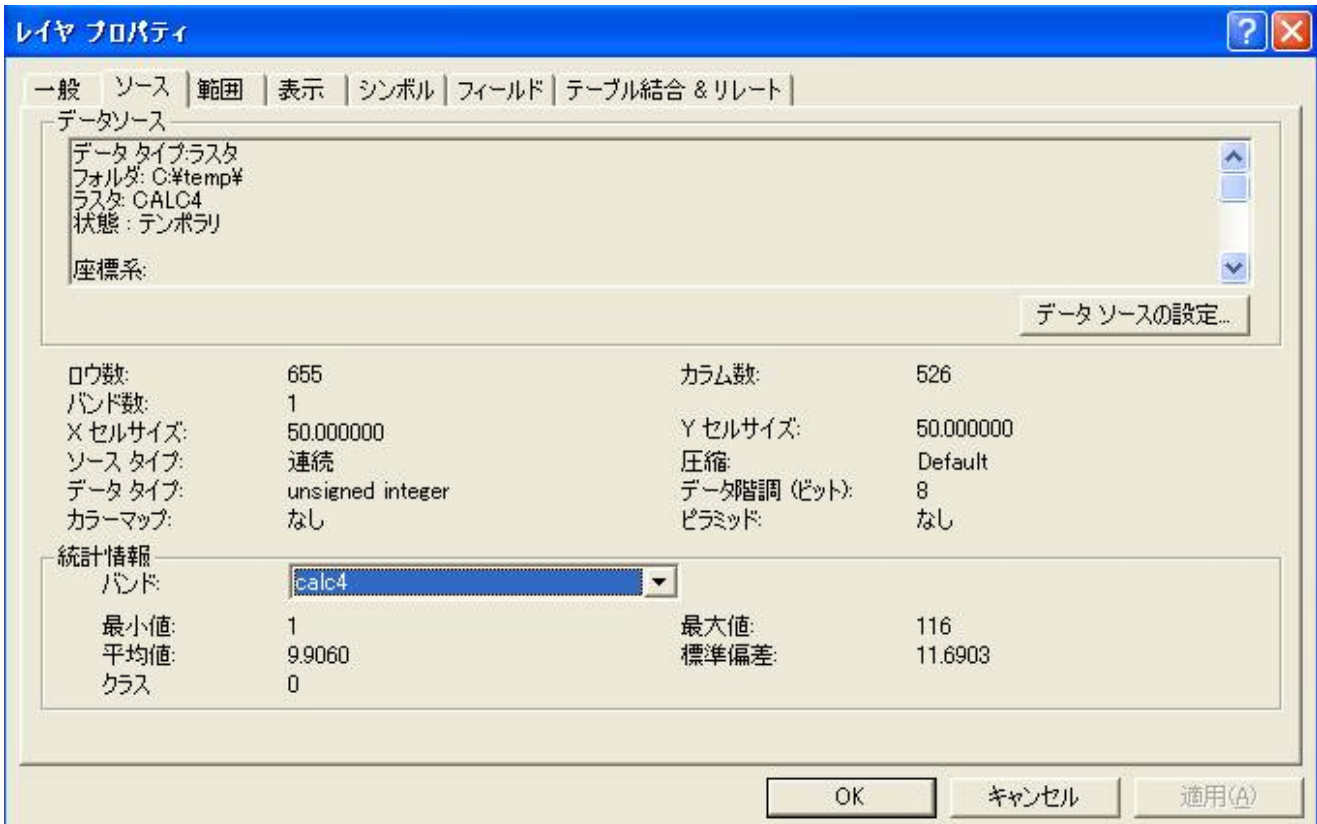 レイヤ プロパティ
一般 ソース 範囲 表示 シンボル フィールド テーブル結合 & リレート
データソース
データ タイプ:ラスタ
フォルダ: C:¥temp¥
ラスタ: CALC4
状態 : テンポラリ
座標系:
データ ソースの設定...
ロウ数: 655 カラム数: 526
バンド数: 1
X セルサイズ: 50.000000 Y セルサイズ: 50.000000
ソース タイプ: 連続 圧縮: Default
データ タイプ: unsigned integer データ階調 (ビット): 8
カラーマップ: なし ピラミッド: なし
統計情報
バンド: calc4
最小値: 1 最大値: 116
平均値: 9.9060 標準偏差: 11.6903
クラス 0
OK キャンセル 適用(A)